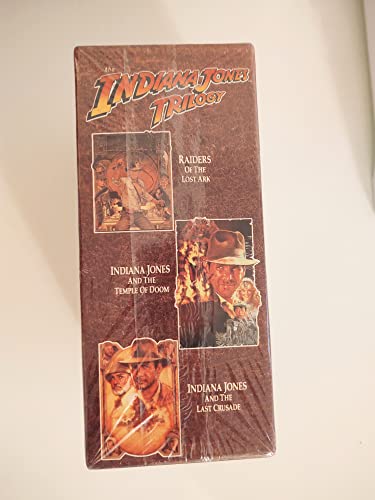 the
INDIANA JONES
TRILOGY
RAIDERS
OF THE
LOST ARK
INDIANA JONES
AND THE
TEMPLE OF DOOM
INDIANA JONES
AND THE
LAST CRUSADE